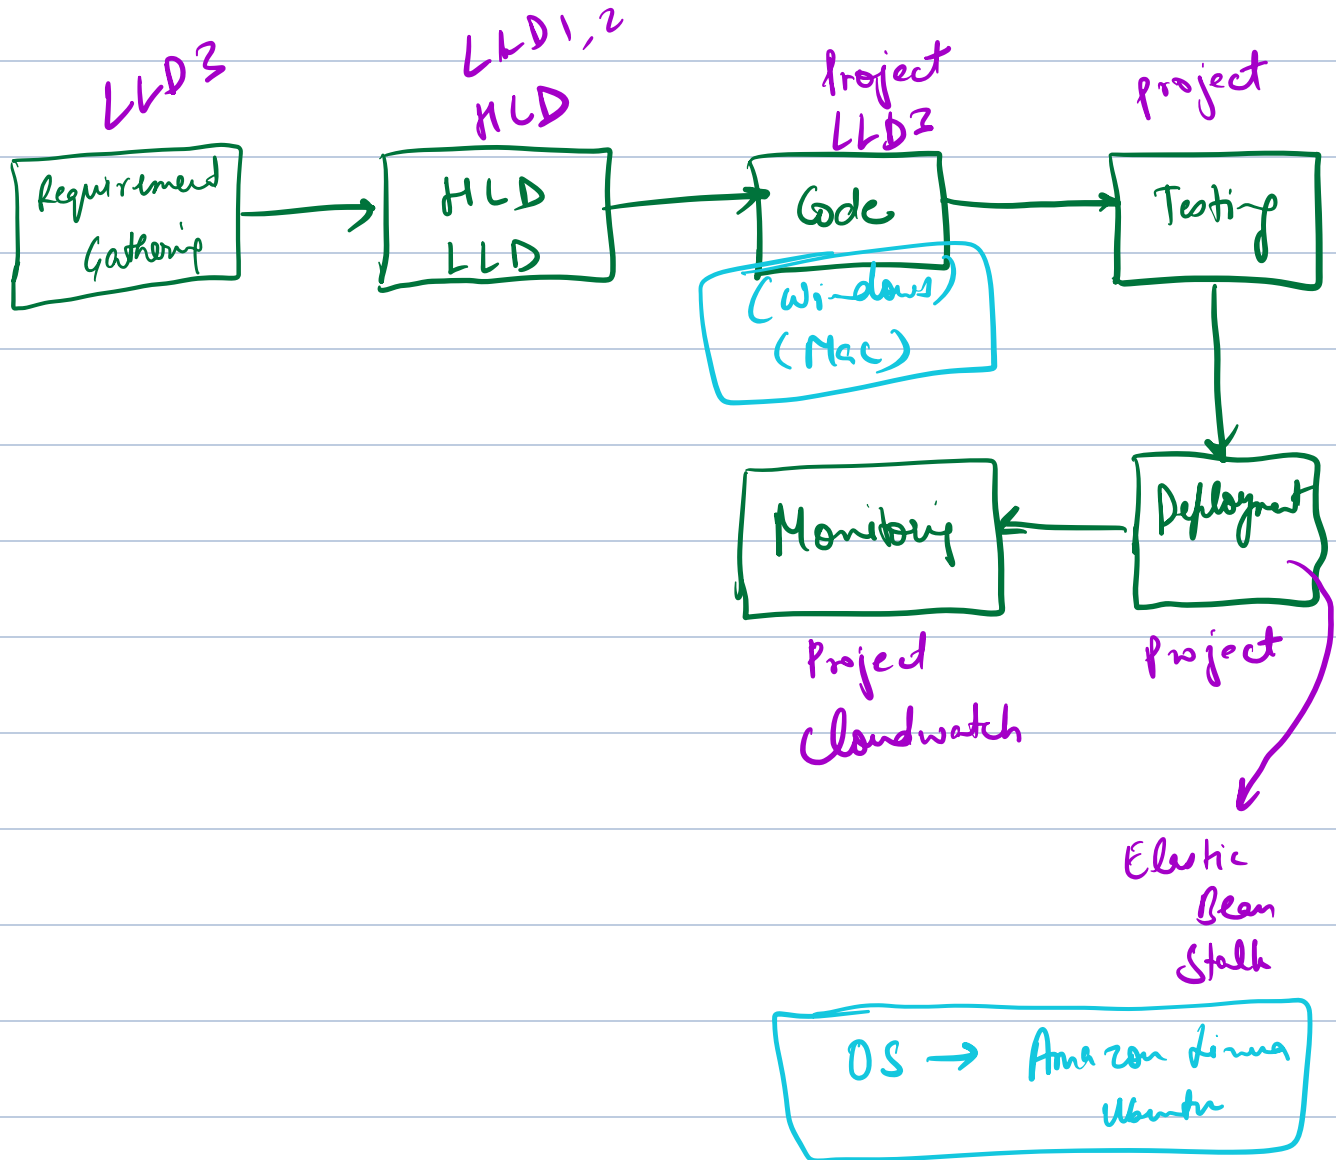 LLD3
LLD1,2
HLD
Project
LLD3
Project
Requirement
Gathering
HLD
LLD
Code
Testing
(Windows)
(Mac)
Monitoring
Deployment
Project
Cloudwatch
Project
Elastic
Bean
Stalk
OS → Amazon Linux
Ubuntu